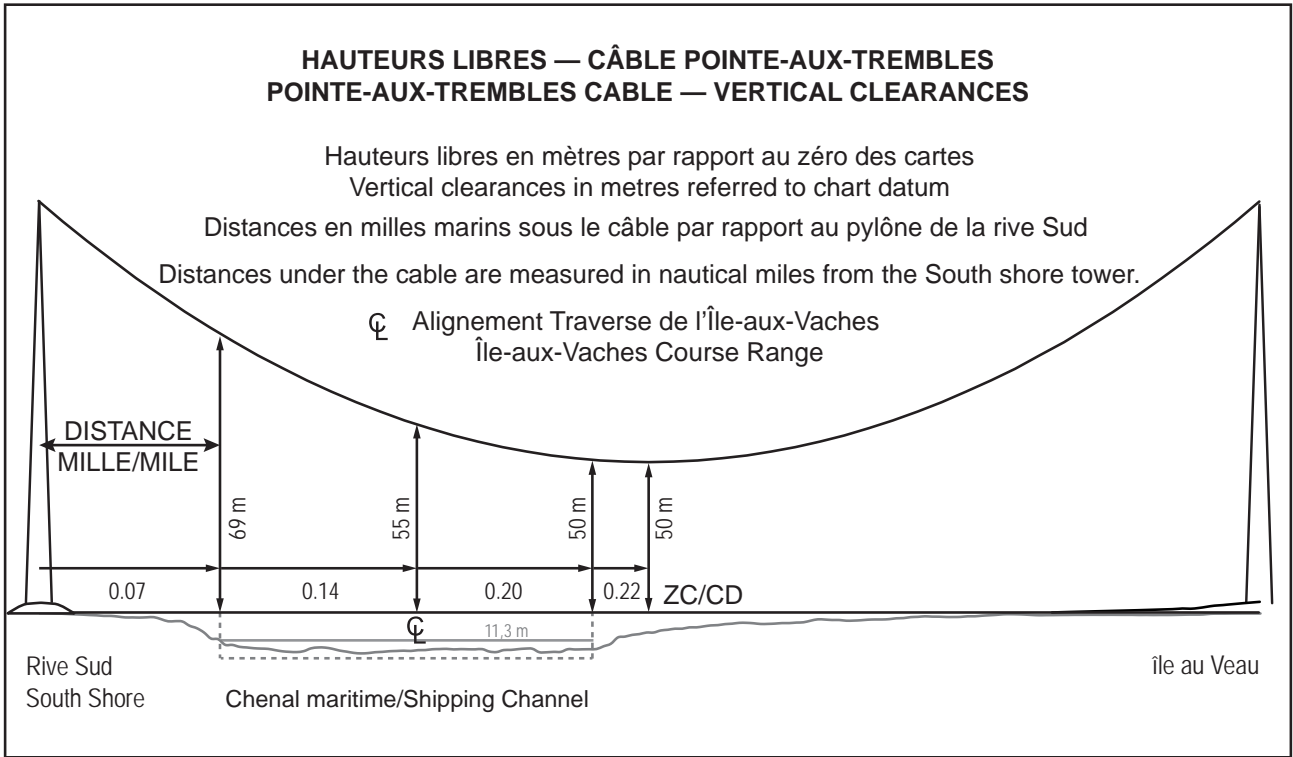 HAUTEURS LIBRES — CÂBLE POINTE-AUX-TREMBLES
POINTE-AUX-TREMBLES CABLE — VERTICAL CLEARANCES
Hauteurs libres en mètres par rapport au zéro des cartes
Vertical clearances in metres referred to chart datum
Distances en milles marins sous le câble par rapport au pylône de la rive Sud
Distances under the cable are measured in nautical miles from the South shore tower.
℄ Alignement Traverse de l'Île-aux-Vaches
Île-aux-Vaches Course Range
DISTANCE
MILLE/MILE
69 m
55 m
50 m
50 m
0.07
0.14
0.20
0.22
ZC/CD
℄
11,3 m
Rive Sud
South Shore
Chenal maritime/Shipping Channel
île au Veau